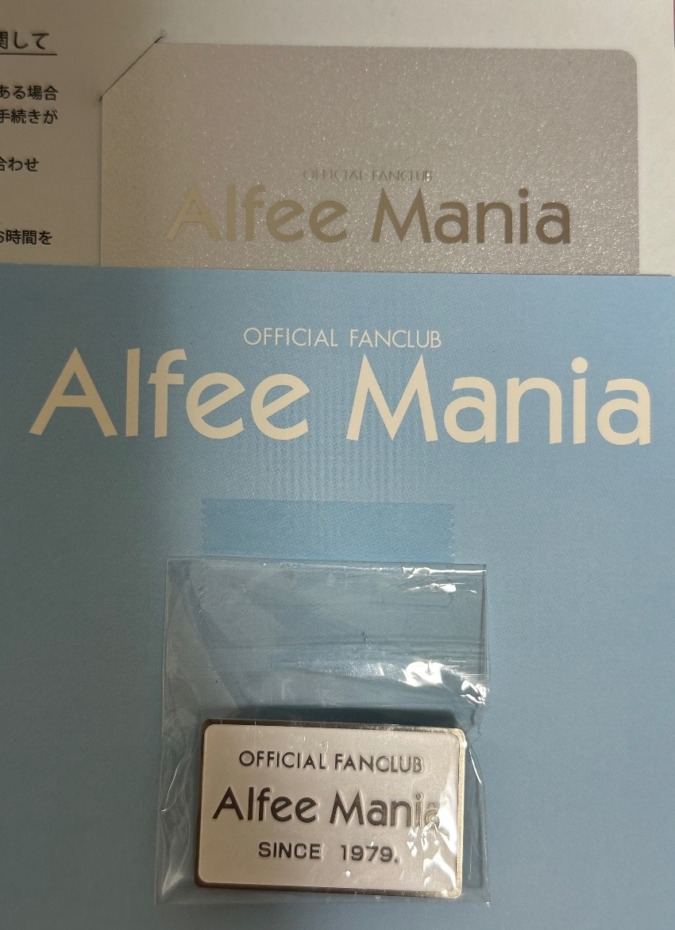 関して
ある場合
手続きが
合わせ
お時間を
OFFICIAL FANCLUB
Alfee Mania
OFFICIAL FANCLUB
Alfee Mania
OFFICIAL FANCLUB
Alfee Mania
SINCE 1979.